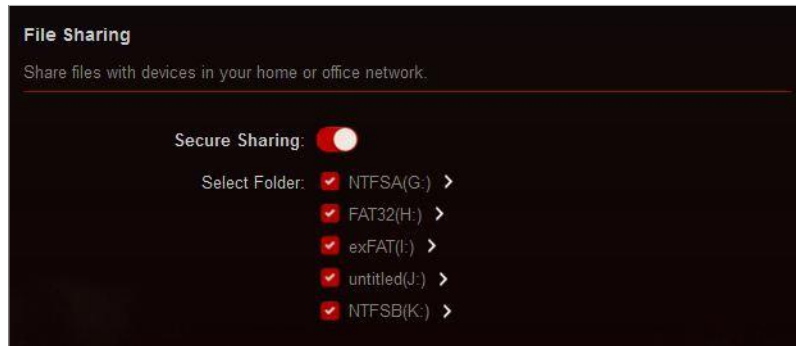 File Sharing
Share files with devices in your home or office network.
Secure Sharing:
Select Folder: NTFSA(G:)
FAT32(H:)
exFAT(I:)
untitled(J:)
NTFSB(K:)